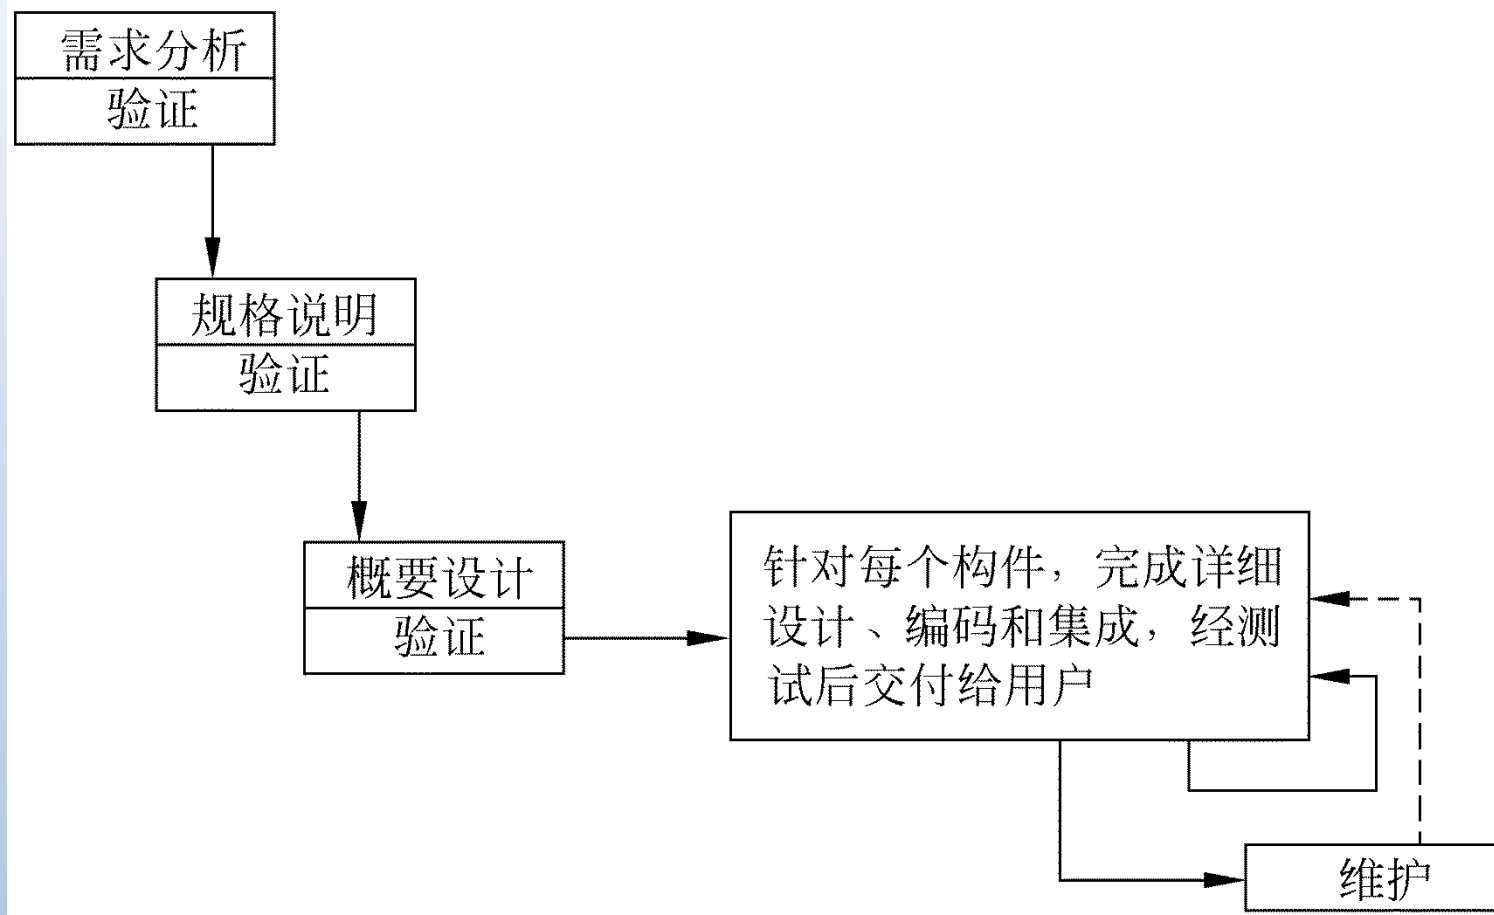 需求分析
验证
规格说明
验证
概要设计
验证
针对每个构件，完成详细
设计、编码和集成，经测
试后交付给用户
维护